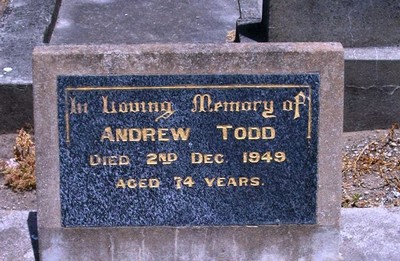 In Loving Memory of
ANDREW TODD
DIED 2ND DEC. 1949
AGED 74 YEARS.